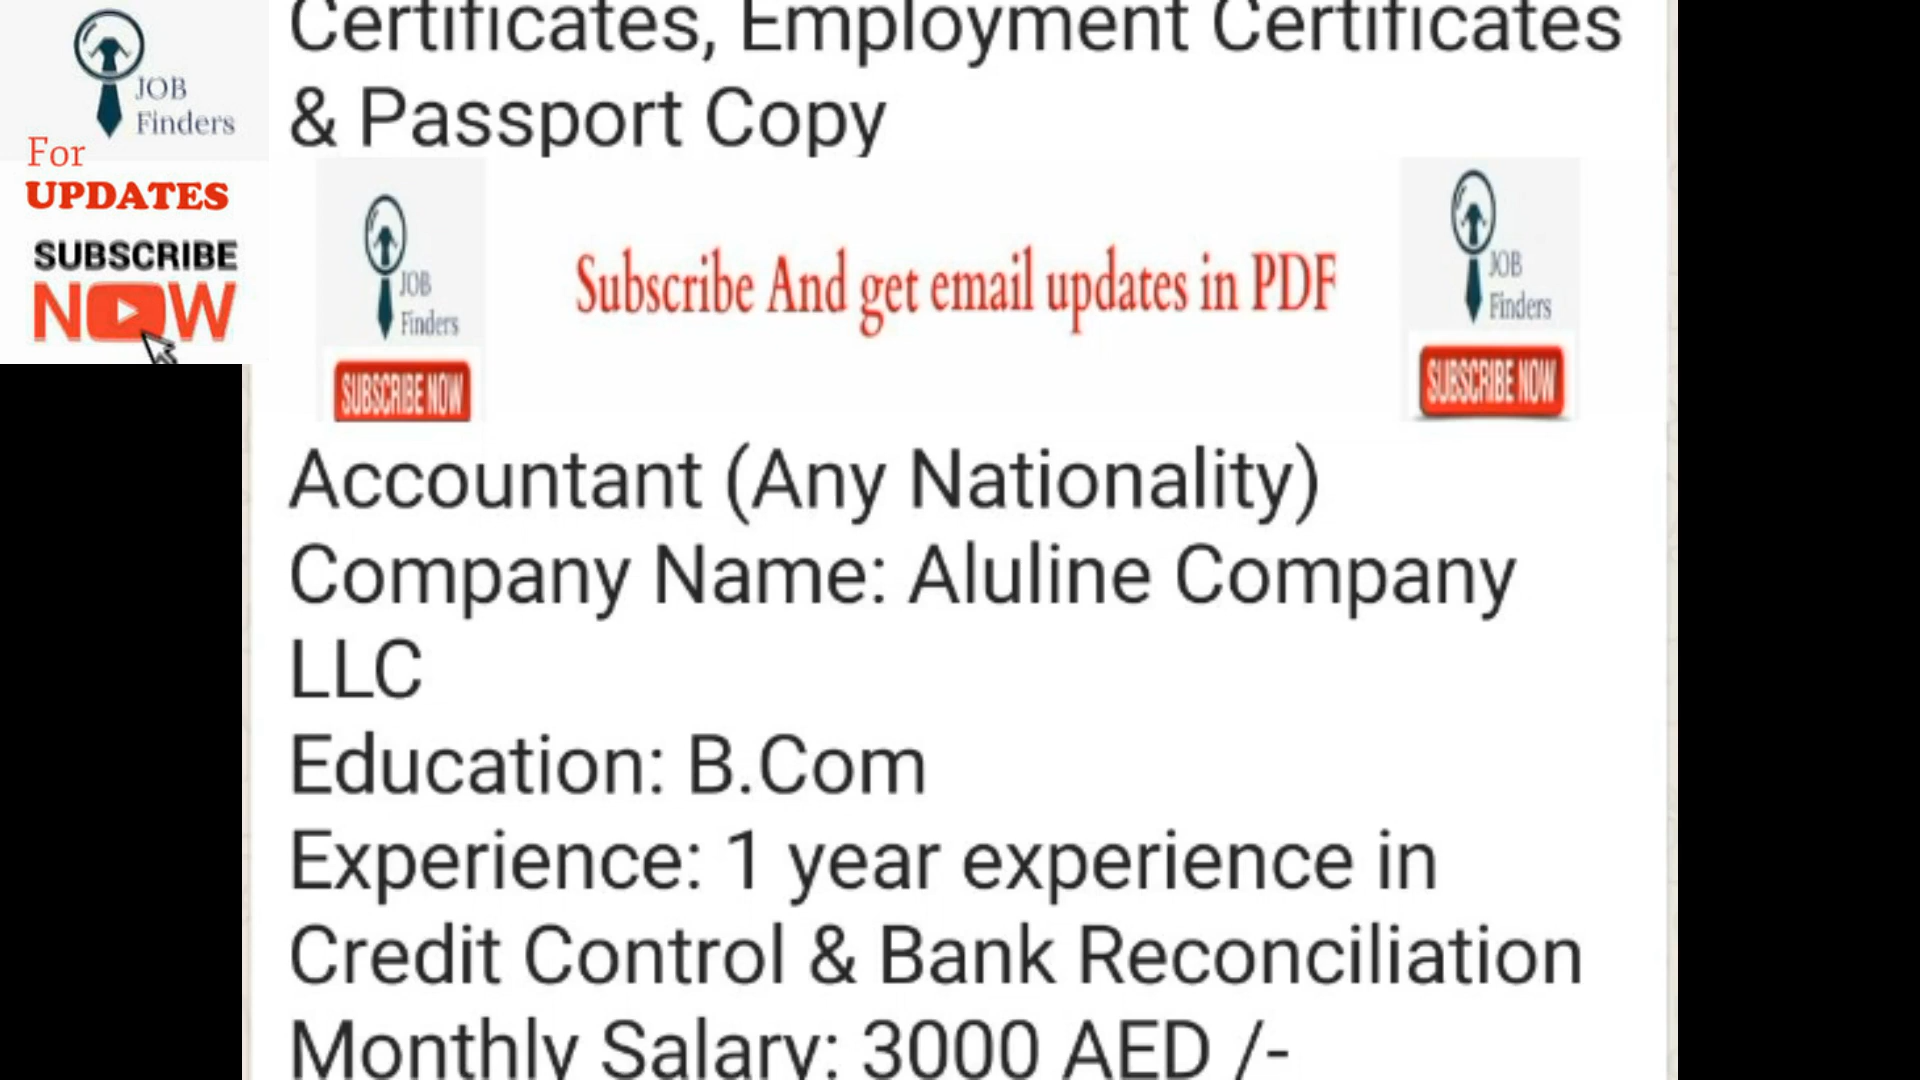 JOB
Finders
For
UPDATES
SUBSCRIBE
NOW
Certificates, Employment Certificates
& Passport Copy
JOB
Finders
SUBSCRIBE NOW
Subscribe And get email updates in PDF
JOB
Finders
SUBSCRIBE NOW
Accountant (Any Nationality)
Company Name: Aluline Company
LLC
Education: B.Com
Experience: 1 year experience in
Credit Control & Bank Reconciliation
Monthly Salary: 3000 AED /-